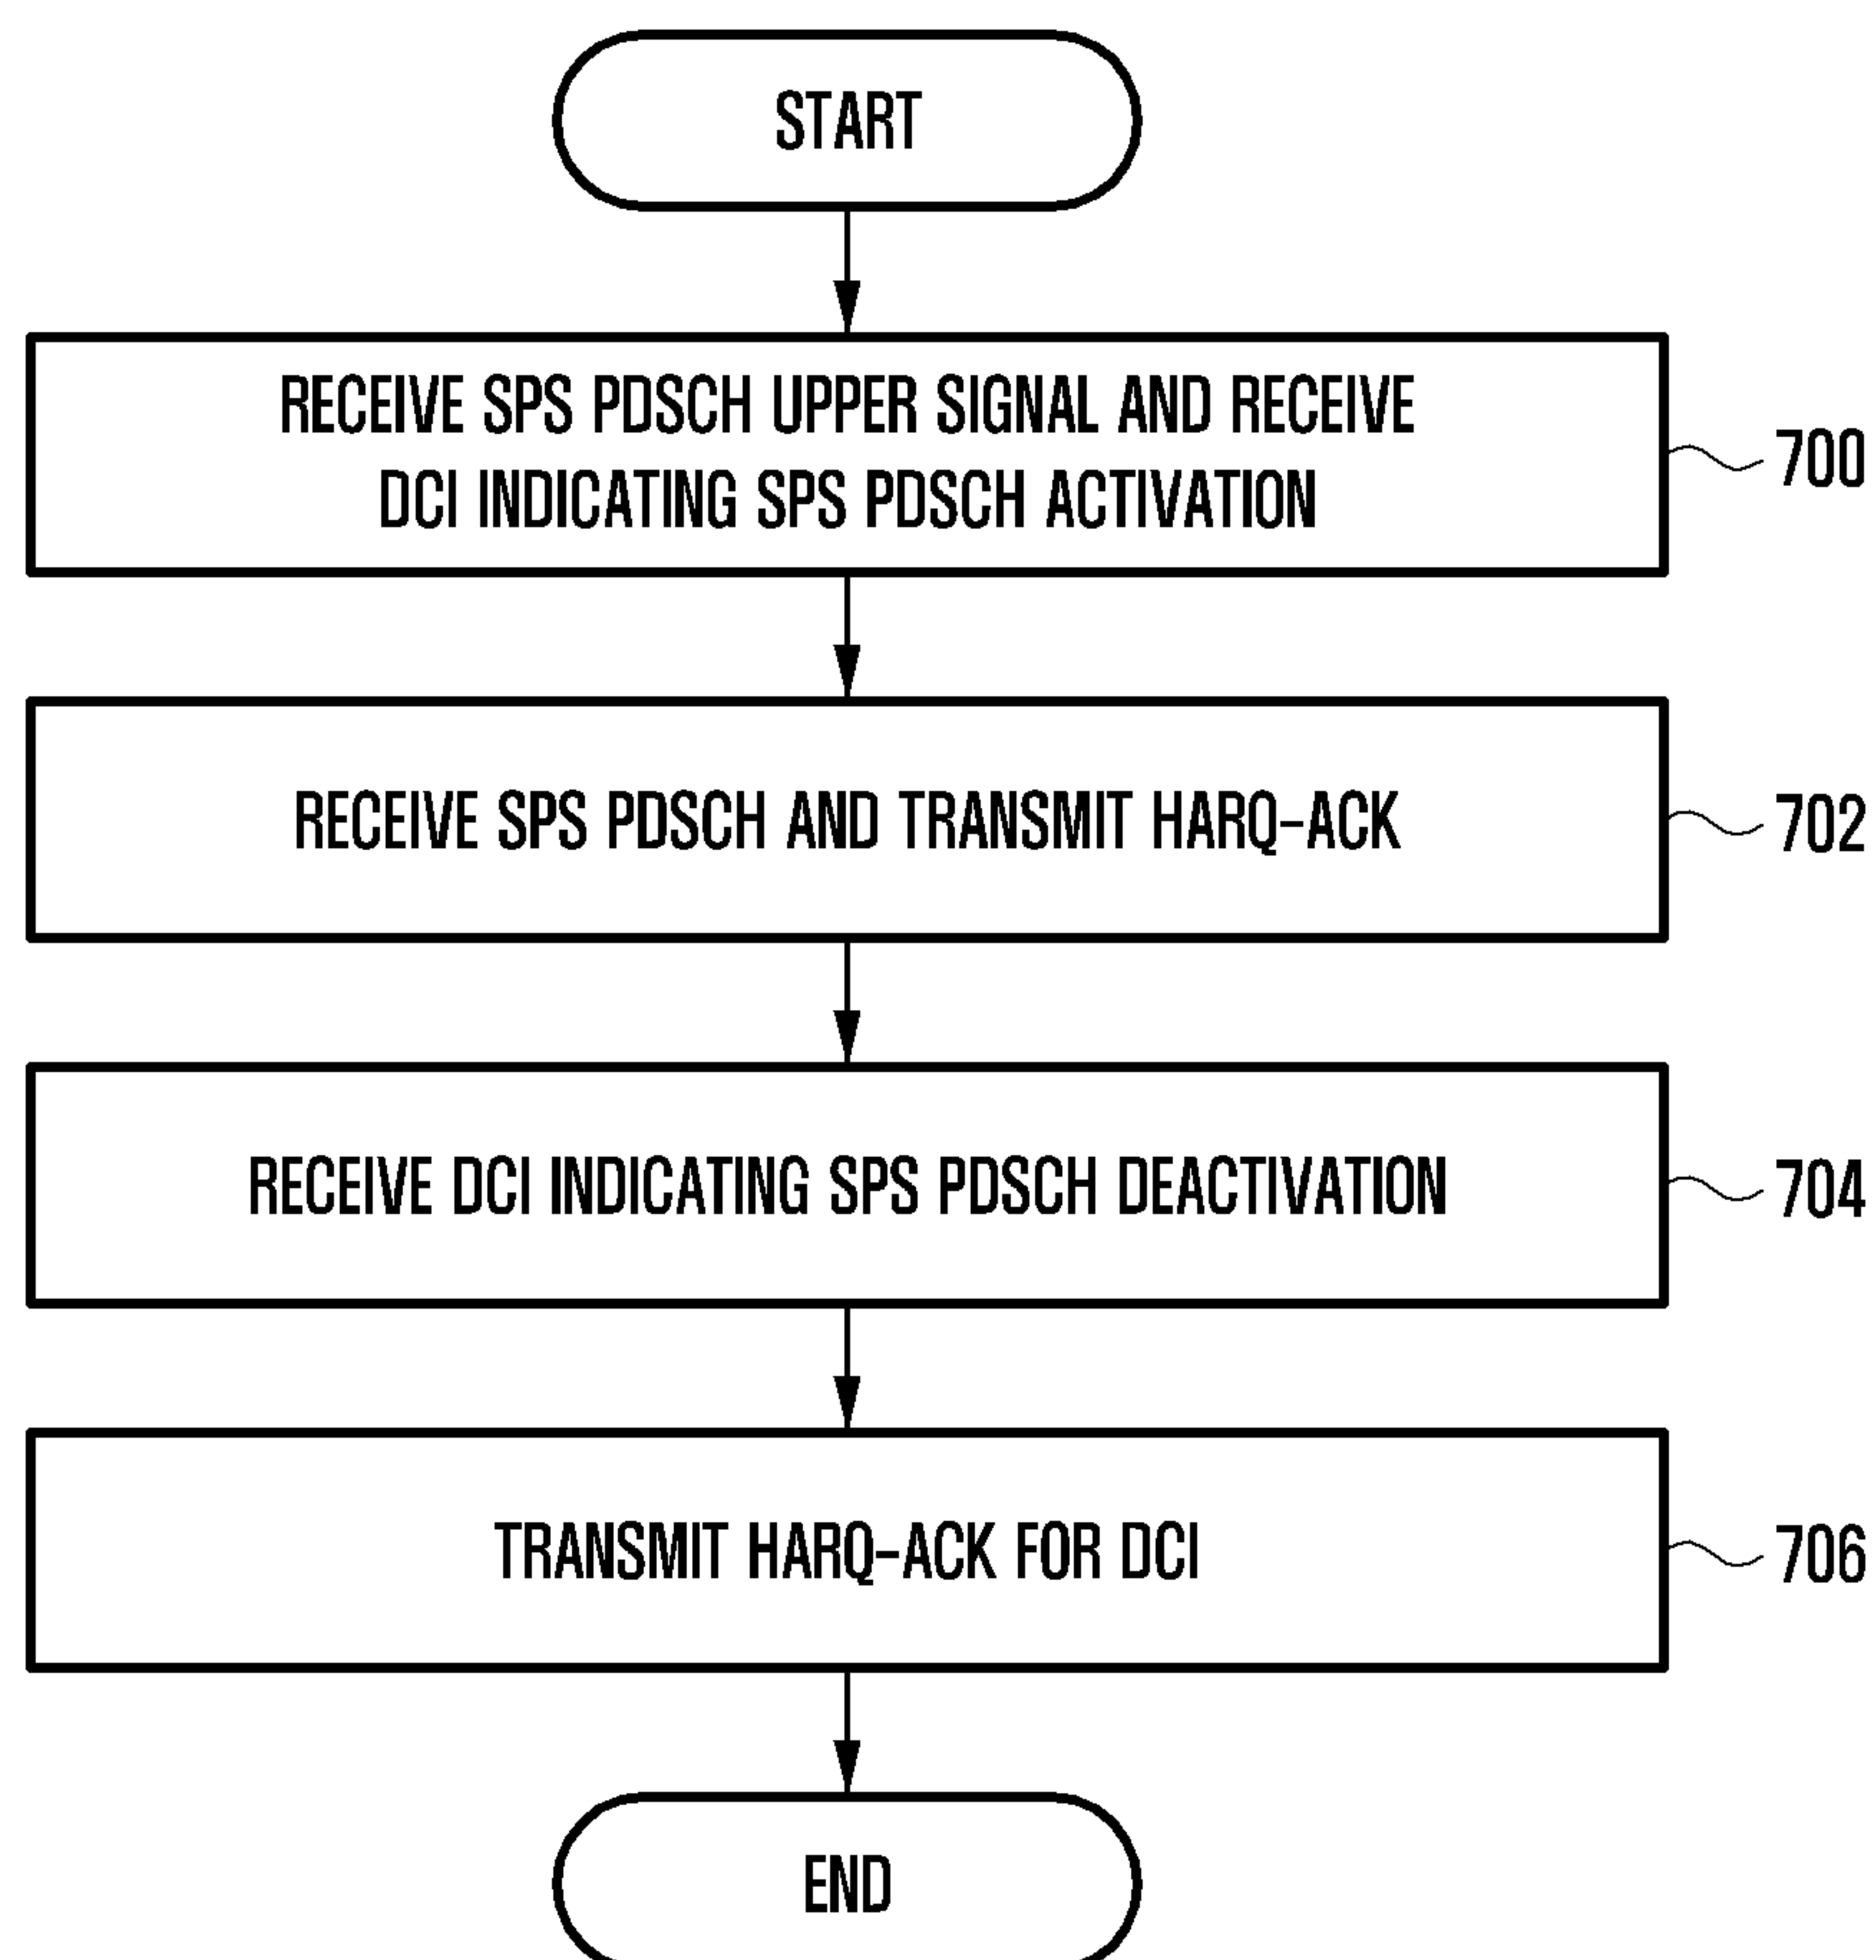 START
RECEIVE SPS PDSCH UPPER SIGNAL AND RECEIVE
DCI INDICATING SPS PDSCH ACTIVATION
700
RECEIVE SPS PDSCH AND TRANSMIT HARQ-ACK
702
RECEIVE DCI INDICATING SPS PDSCH DEACTIVATION
704
TRANSMIT HARQ-ACK FOR DCI
706
END